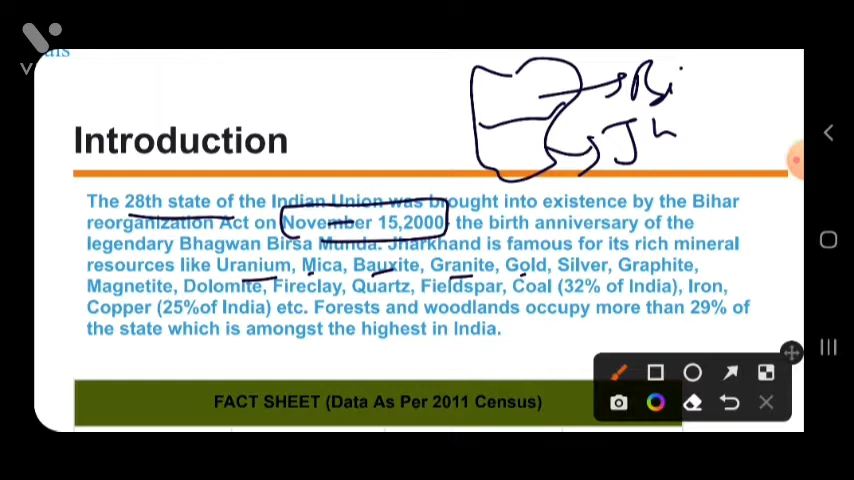 Bi
Jh
Introduction
The 28th state of the Indian Union was brought into existence by the Bihar
reorganization Act on November 15,2000 the birth anniversary of the
legendary Bhagwan Birsa Munda. Jharkhand is famous for its rich mineral
resources like Uranium, Mica, Bauxite, Granite, Gold, Silver, Graphite,
Magnetite, Dolomite, Fireclay, Quartz, Fieldspar, Coal (32% of India), Iron,
Copper (25%of India) etc. Forests and woodlands occupy more than 29% of
the state which is amongst the highest in India.
FACT SHEET (Data As Per 2011 Census)